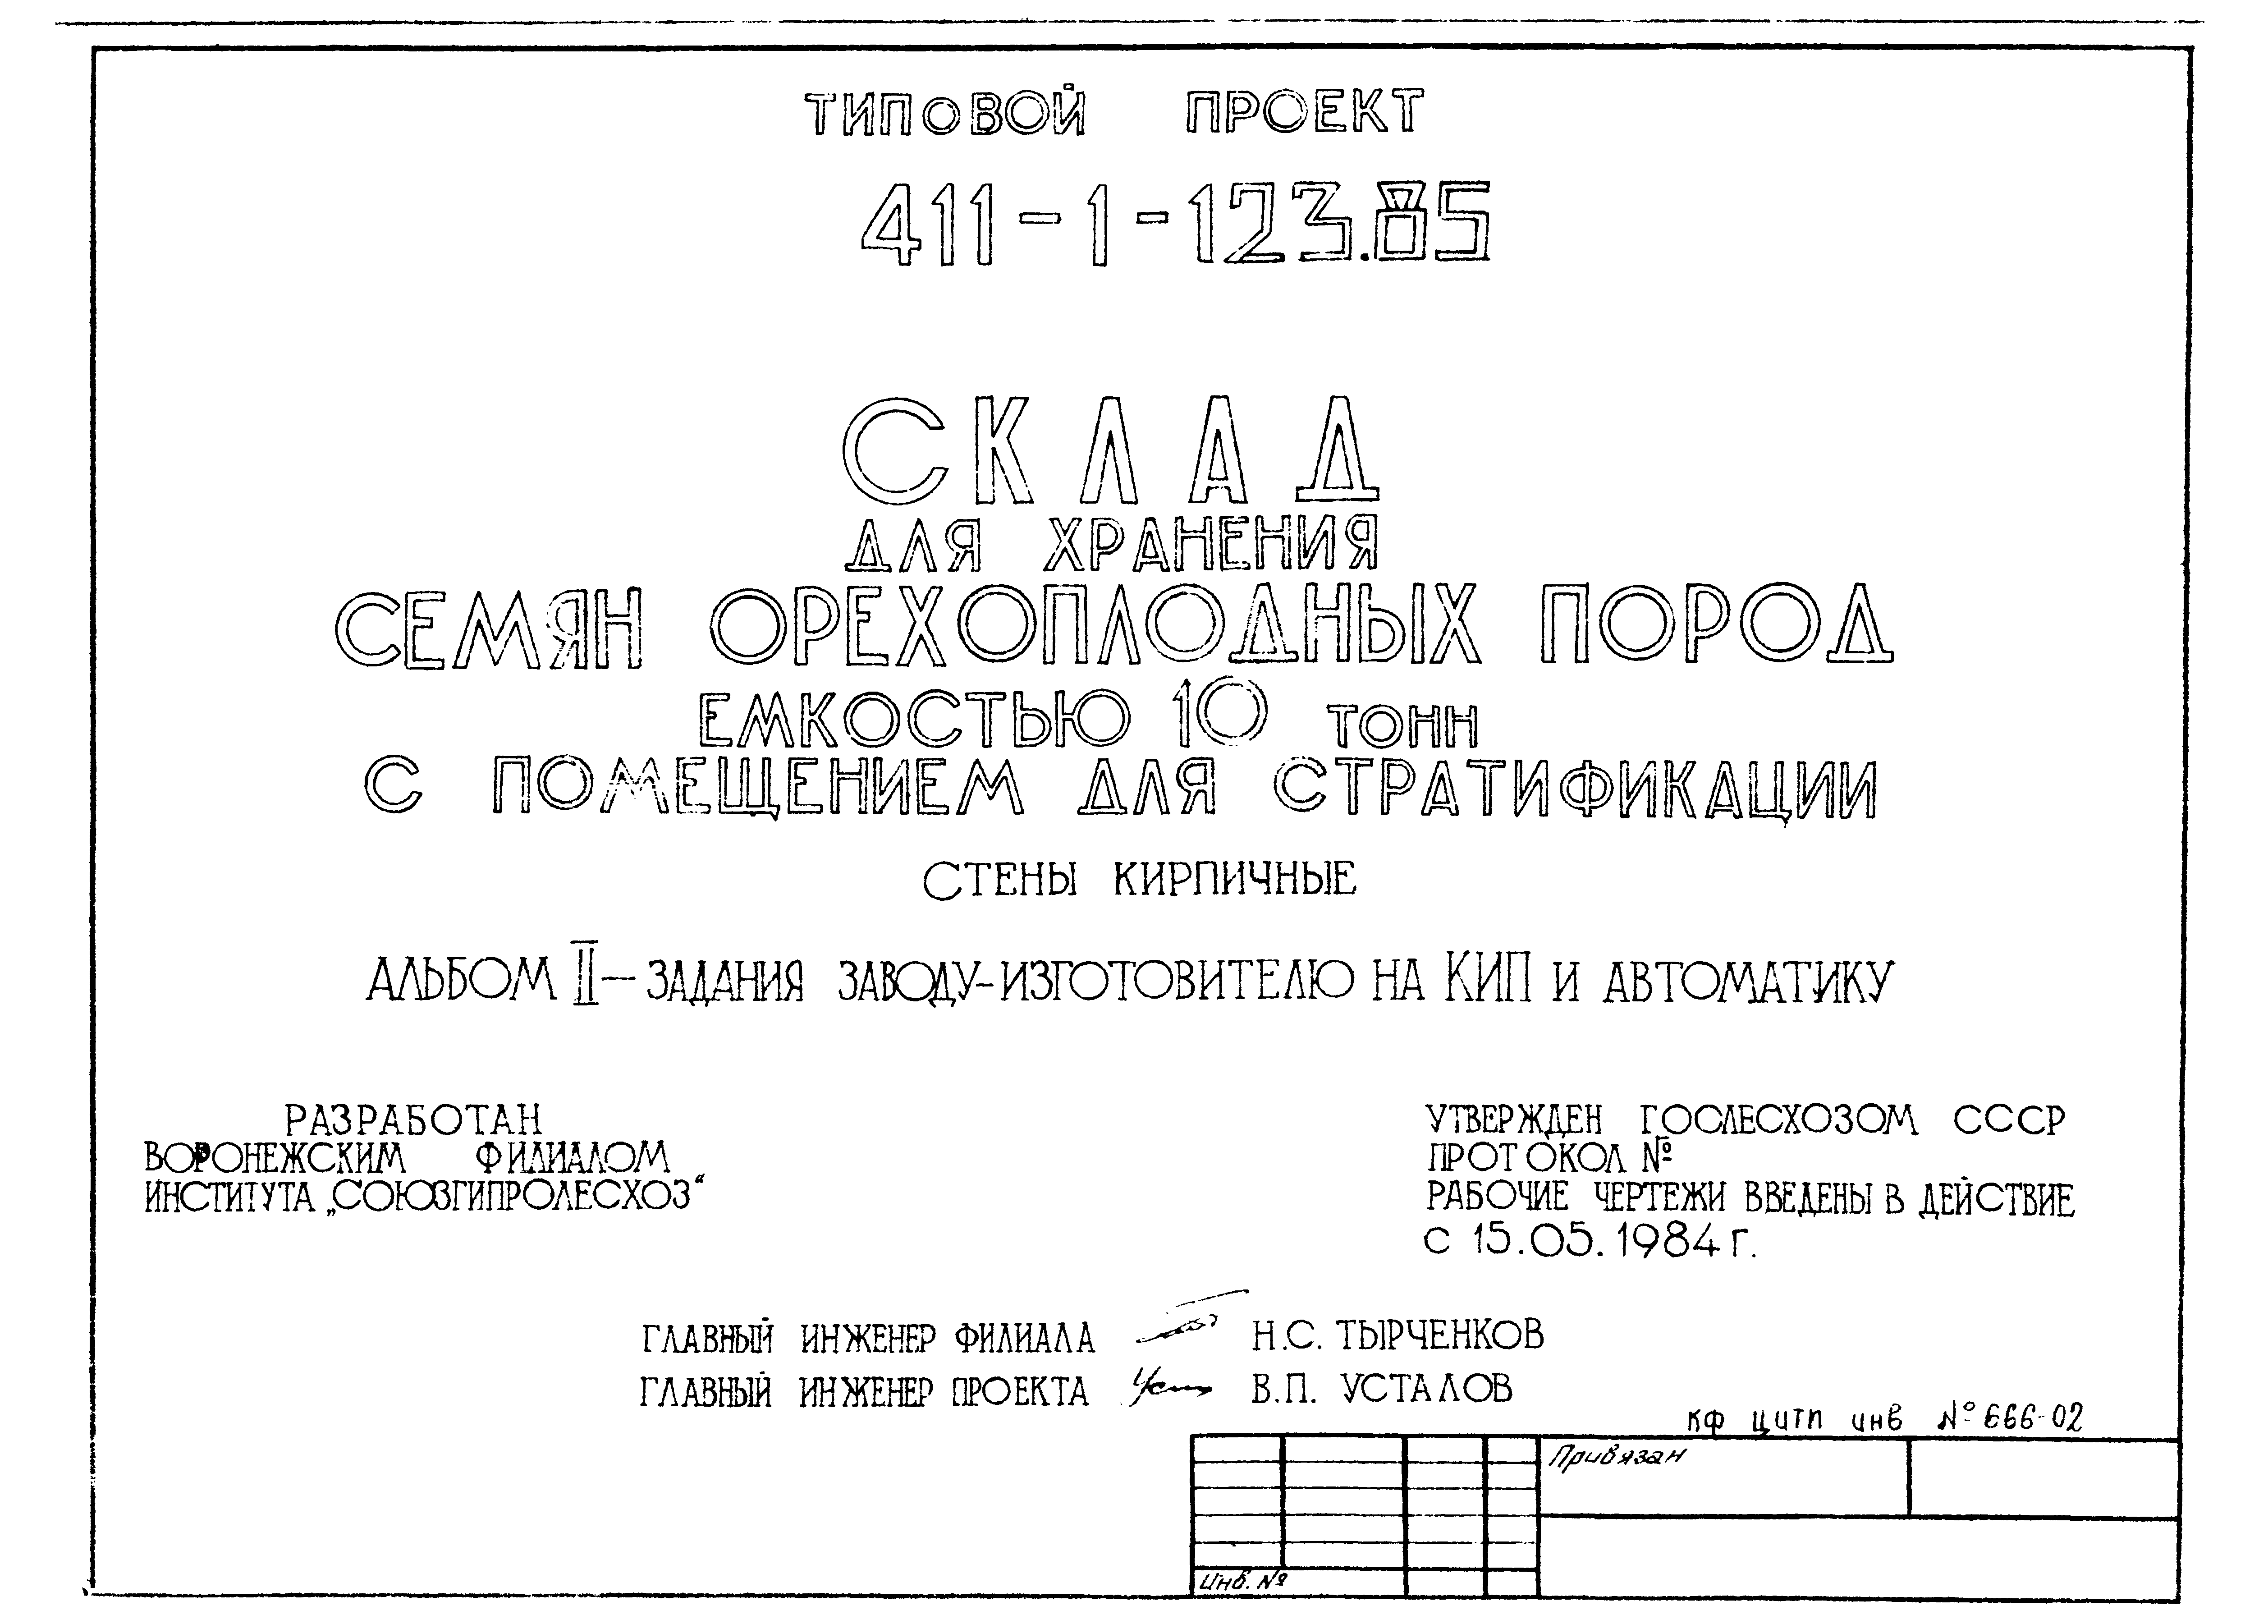 ТИПОВОЙ ПРОЕКТ
411-1-123.85
СКЛАД
ДЛЯ ХРАНЕНИЯ
СЕМЯН ОРЕХОПЛОДНЫХ ПОРОД
ЕМКОСТЬЮ 10 ТОНН
С ПОМЕЩЕНИЕМ ДЛЯ СТРАТИФИКАЦИИ
СТЕНЫ КИРПИЧНЫЕ
АЛЬБОМ II — ЗАДАНИЯ ЗАВОДУ-ИЗГОТОВИТЕЛЮ НА КИП И АВТОМАТИКУ
РАЗРАБОТАН
ВОРОНЕЖСКИМ ФИЛИАЛОМ
ИНСТИТУТА „СОЮЗГИПРОЛЕСХОЗ“
УТВЕРЖДЕН ГОСЛЕСХОЗОМ СССР
ПРОТОКОЛ №
РАБОЧИЕ ЧЕРТЕЖИ ВВЕДЕНЫ В ДЕЙСТВИЕ
С 15.05.1984 Г.
ГЛАВНЫЙ ИНЖЕНЕР ФИЛИАЛА Н.С. ТЫРЧЕНКОВ
ГЛАВНЫЙ ИНЖЕНЕР ПРОЕКТА В.П. УСТАЛОВ
КФ ЦИТП инв № 666-02
Привязан
Инв. №